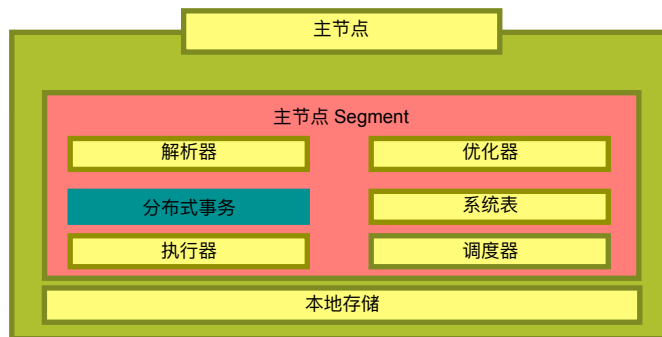 主节点
主节点 Segment
解析器
优化器
分布式事务
系统表
执行器
调度器
本地存储